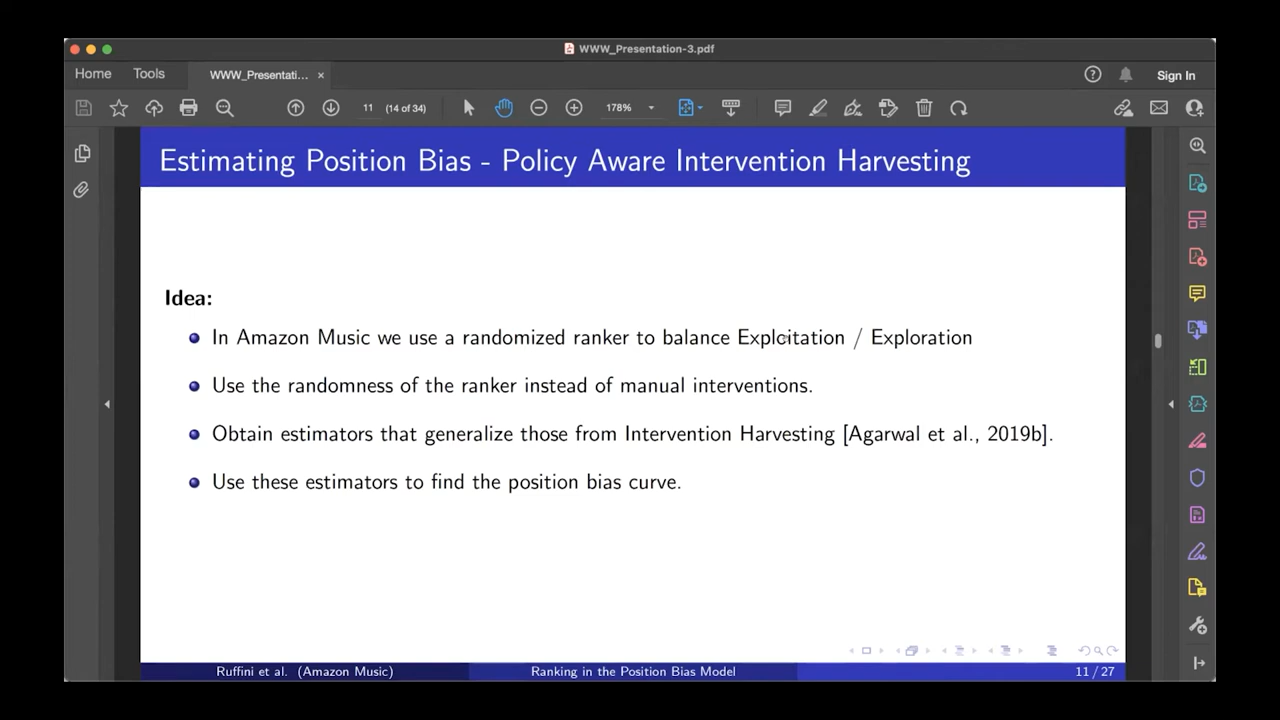 WWW_Presentation-3.pdf
Home Tools WWW_Presentati... × Sign In
11 (14 of 34) 178%
Estimating Position Bias - Policy Aware Intervention Harvesting
Idea:
In Amazon Music we use a randomized ranker to balance Exploitation / Exploration
Use the randomness of the ranker instead of manual interventions.
Obtain estimators that generalize those from Intervention Harvesting [Agarwal et al., 2019b].
Use these estimators to find the position bias curve.
Ruffini et al. (Amazon Music) Ranking in the Position Bias Model 11 / 27